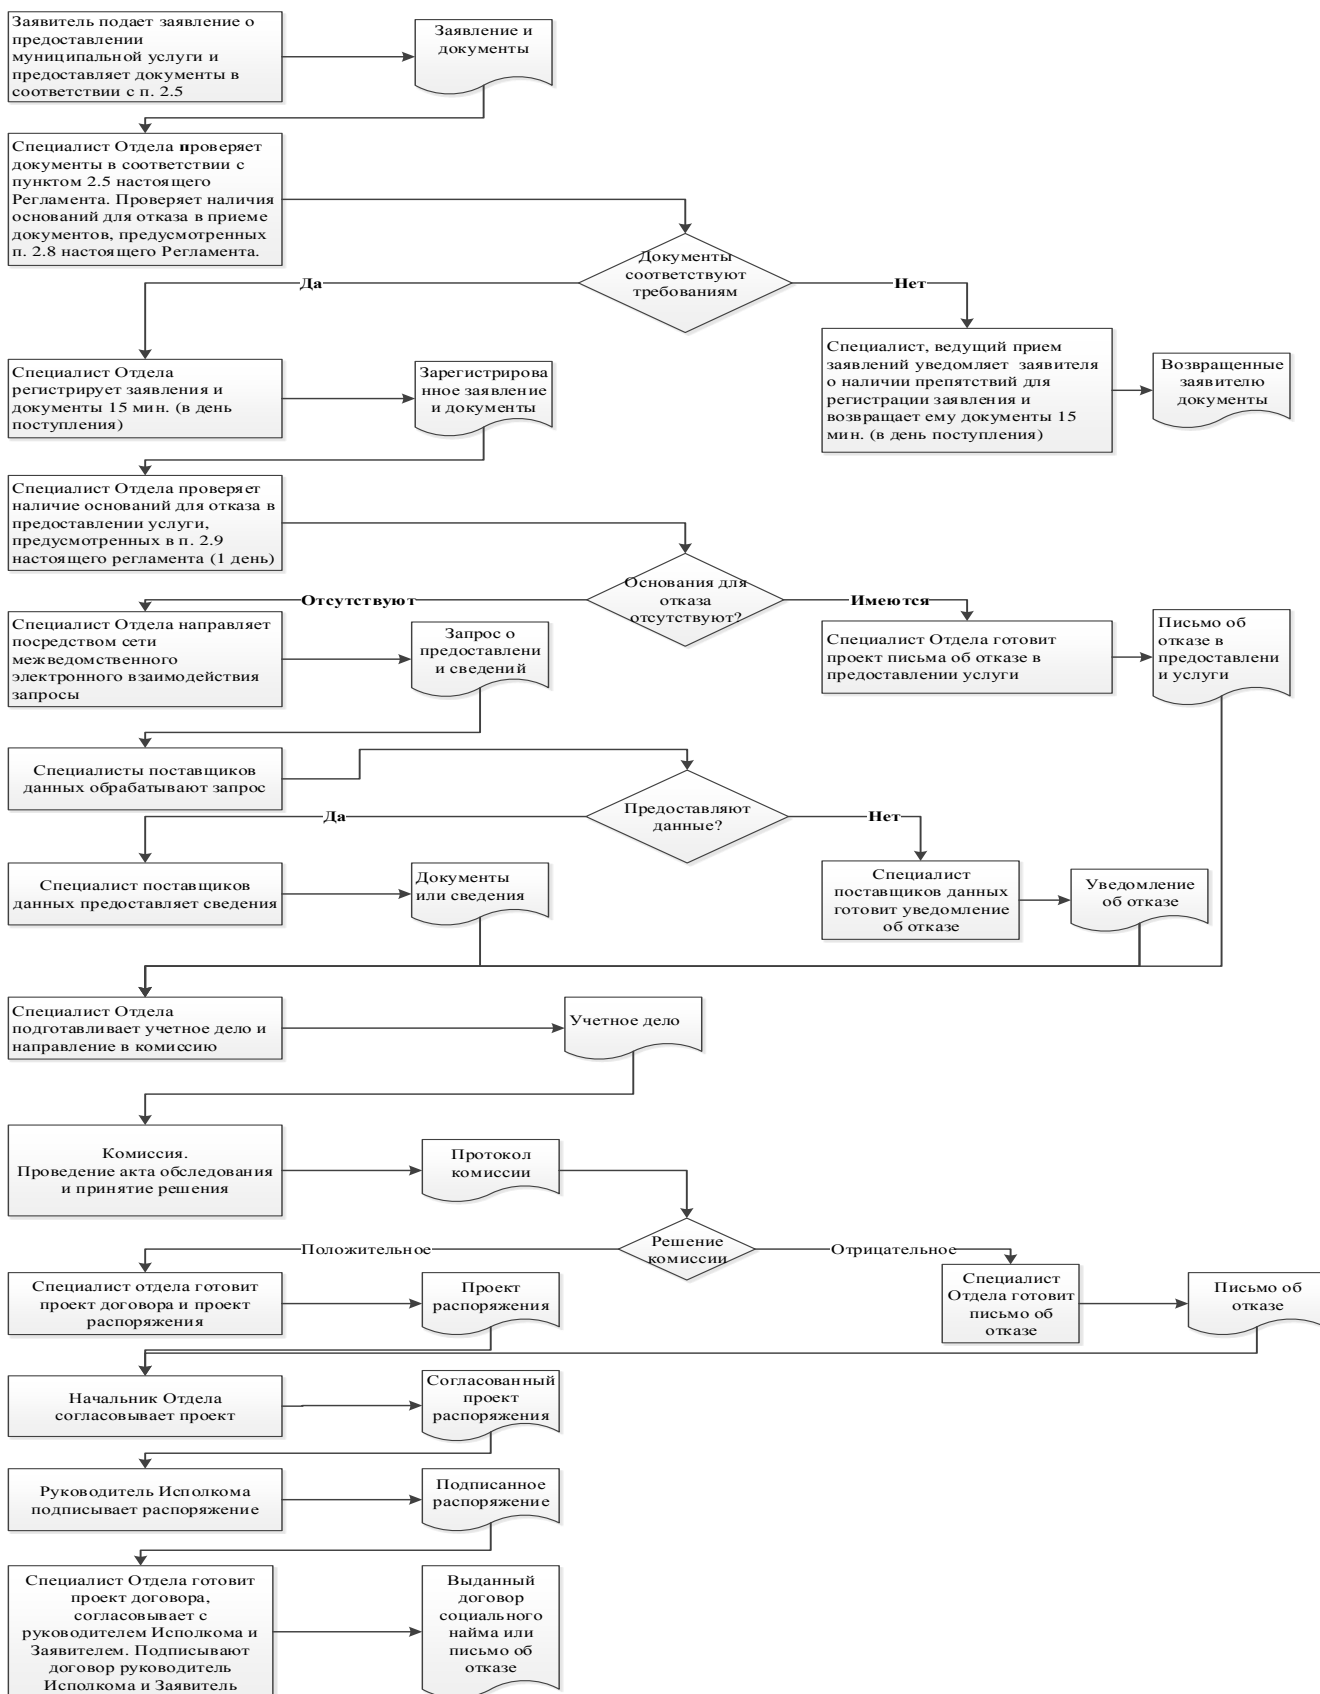 Заявитель подает заявление о
предоставлении
муниципальной услуги и
предоставляет документы в
соответствии с п. 2.5
Заявление и
документы
Специалист Отдела проверяет
документы в соответствии с
пунктом 2.5 настоящего
Регламента. Проверяет наличия
оснований для отказа в приеме
документов, предусмотренных
п. 2.8 настоящего Регламента.
Документы
соответствуют
требованиям
Да
Нет
Специалист Отдела
регистрирует заявления и
документы 15 мин. (в день
поступления)
Зарегистрирова
нное заявление
и документы
Специалист, ведущий прием
заявлений уведомляет заявителя
о наличии препятствий для
регистрации заявления и
возвращает ему документы 15
мин. (в день поступления)
Возвращенные
заявителю
документы
Специалист Отдела проверяет
наличие оснований для отказа в
предоставлении услуги,
предусмотренных в п. 2.9
настоящего регламента (1 день)
Основания для
отказа
отсутствуют?
Отсутствуют
Имеются
Специалист Отдела направляет
посредством сети
межведомственного
электронного взаимодействия
запросы
Запрос о
предоставлени
и сведений
Специалист Отдела готовит
проект письма об отказе в
предоставлении услуги
Письмо об
отказе в
предоставлени
и услуги
Специалисты поставщиков
данных обрабатывают запрос
Предоставляют
данные?
Да
Нет
Специалист поставщиков
данных предоставляет сведения
Документы
или сведения
Специалист
поставщиков данных
готовит уведомление
об отказе
Уведомление
об отказе
Специалист Отдела
подготавливает учетное дело и
направление в комиссию
Учетное дело
Комиссия.
Проведение акта обследования
и принятие решения
Протокол
комиссии
Решение
комиссии
Положительное
Отрицательное
Специалист отдела готовит
проект договора и проект
распоряжения
Проект
распоряжения
Специалист
Отдела готовит
письмо об
отказе
Письмо об
отказе
Начальник Отдела
согласовывает проект
Согласованный
проект
распоряжения
Руководитель Исполкома
подписывает распоряжение
Подписанное
распоряжение
Специалист Отдела готовит
проект договора,
согласовывает с
руководителем Исполкома и
Заявителем. Подписывают
договор руководитель
Исполкома и Заявитель
Выданный
договор
социального
найма или
письмо об
отказе